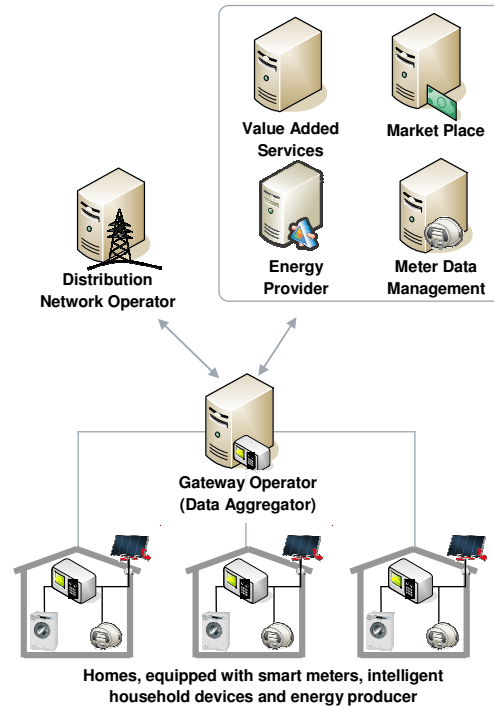 Value Added
Services
Market Place
Energy
Provider
Meter Data
Management
Distribution
Network Operator
Gateway Operator
(Data Aggregator)
Homes, equipped with smart meters, intelligent
household devices and energy producer